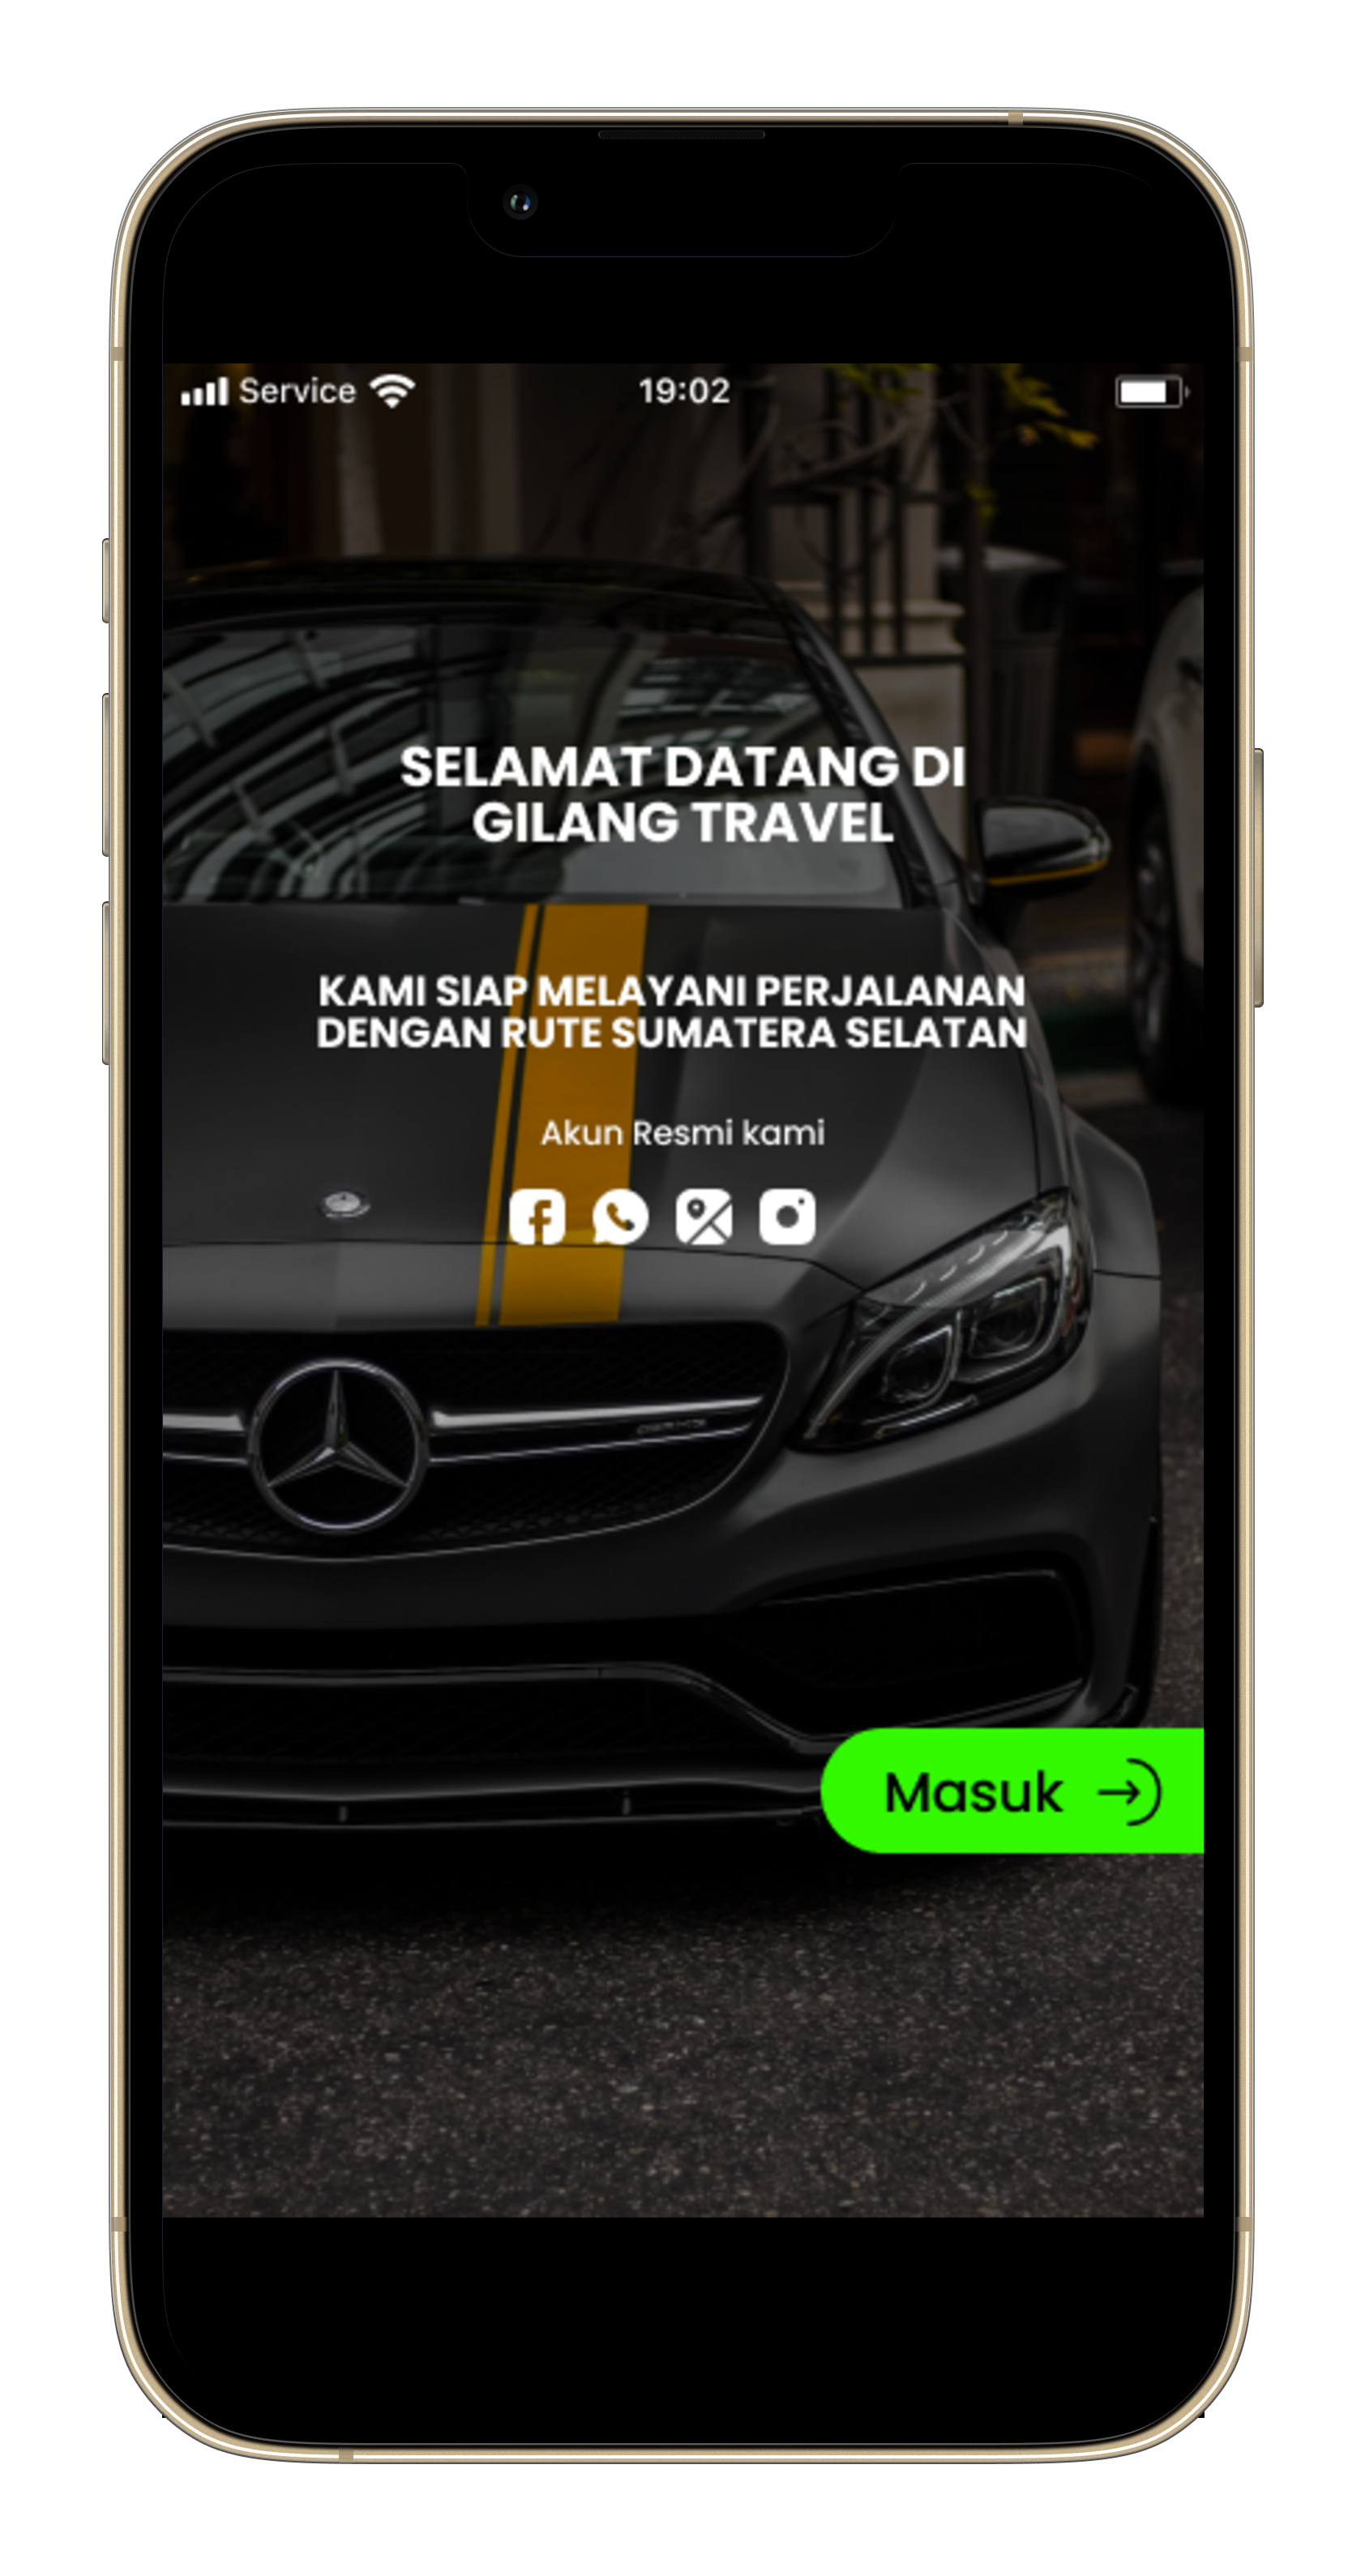 Service 19:02
SELAMAT DATANG DI
GILANG TRAVEL
KAMI SIAP MELAYANI PERJALANAN
DENGAN RUTE SUMATERA SELATAN
Akun Resmi kami
Masuk